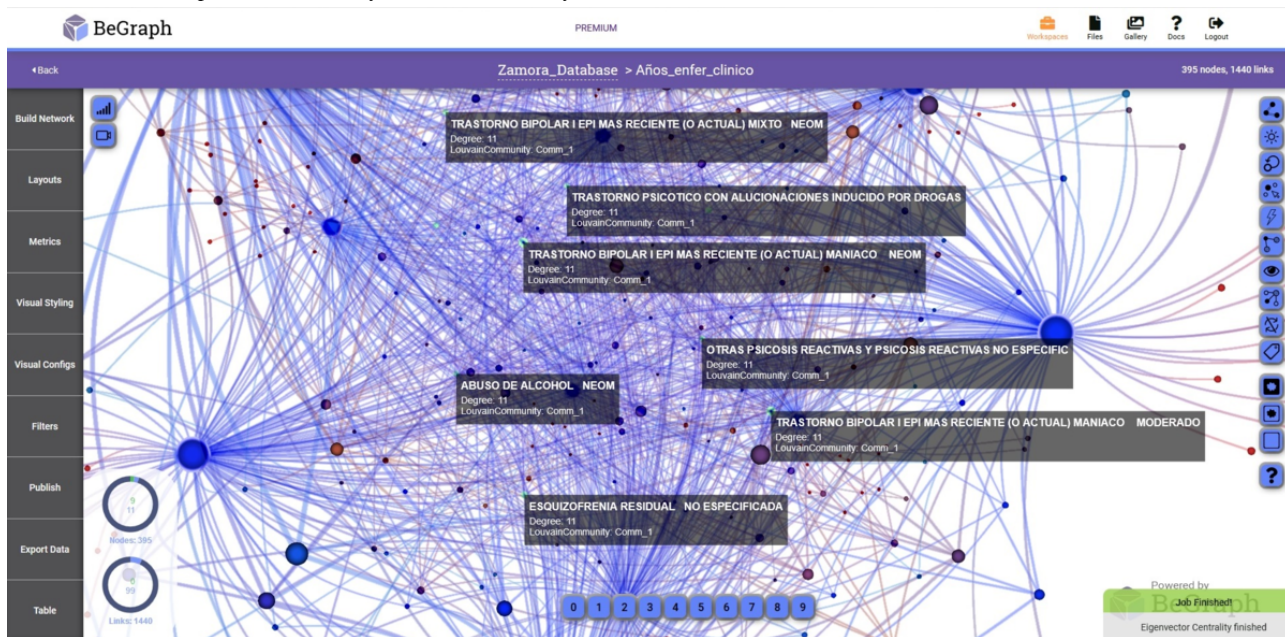 BeGraph
PREMIUM
Workspaces
Files
Gallery
Docs
Logout
Back
Zamora_Database > Años_enfer_clinico
395 nodes, 1440 links
Build Network
Layouts
Metrics
Visual Styling
Visual Configs
Filters
Publish
Export Data
Table
TRASTORNO BIPOLAR I EPI MAS RECIENTE (O ACTUAL) MIXTO NEOM
Degree: 11
LouvainCommunity: Comm_1
TRASTORNO PSICOTICO CON ALUCIONACIONES INDUCIDO POR DROGAS
Degree: 11
LouvainCommunity: Comm_1
TRASTORNO BIPOLAR I EPI MAS RECIENTE (O ACTUAL) MANIACO NEOM
Degree: 11
LouvainCommunity: Comm_1
OTRAS PSICOSIS REACTIVAS Y PSICOSIS REACTIVAS NO ESPECIFIC
Degree: 11
LouvainCommunity: Comm_1
ABUSO DE ALCOHOL NEOM
Degree: 11
LouvainCommunity: Comm_1
TRASTORNO BIPOLAR I EPI MAS RECIENTE (O ACTUAL) MANIACO MODERADO
Degree: 11
LouvainCommunity: Comm_1
ESQUIZOFRENIA RESIDUAL NO ESPECIFICADA
Degree: 11
LouvainCommunity: Comm_1
9
11
Nodes: 395
99
Links: 1440
0 1 2 3 4 5 6 7 8 9
?
Powered by
BeGraph
Job Finished!
Eigenvector Centrality finished